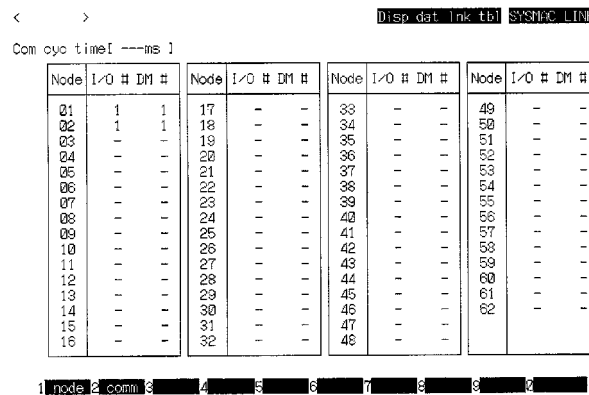 < > Disp dat lnk tbl SYSMAC LIN
Com cyc time[ ---ms ]
Node I/O # DM # Node I/O # DM # Node I/O # DM # Node I/O # DM #
01 1 1 17 - - 33 - - 49 - -
02 1 1 18 - - 34 - - 50 - -
03 - - 19 - - 35 - - 51 - -
04 - - 20 - - 36 - - 52 - -
05 - - 21 - - 37 - - 53 - -
06 - - 22 - - 38 - - 54 - -
07 - - 23 - - 39 - - 55 - -
08 - - 24 - - 40 - - 56 - -
09 - - 25 - - 41 - - 57 - -
10 - - 26 - - 42 - - 58 - -
11 - - 27 - - 43 - - 59 - -
12 - - 28 - - 44 - - 60 - -
13 - - 29 - - 45 - - 61 - -
14 - - 30 - - 46 - - 62 - -
15 - - 31 - - 47 - -
16 - - 32 - - 48 - -
1 node 2 comm 3 4 5 6 7 8 9 0